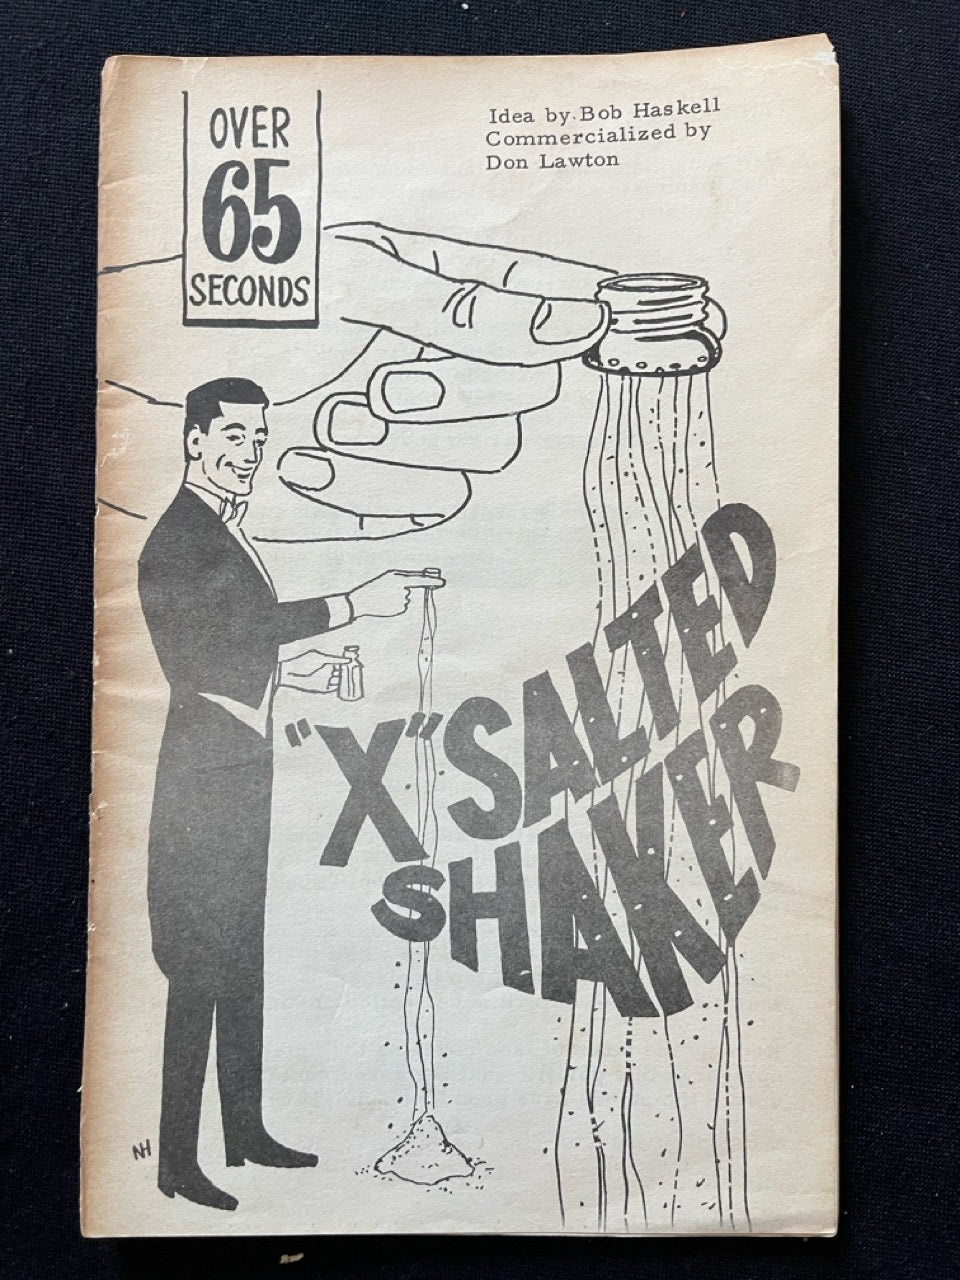 OVER
65
SECONDS
Idea by Bob Haskell
Commercialized by
Don Lawton
"X"SALTED
SHAKER
NH